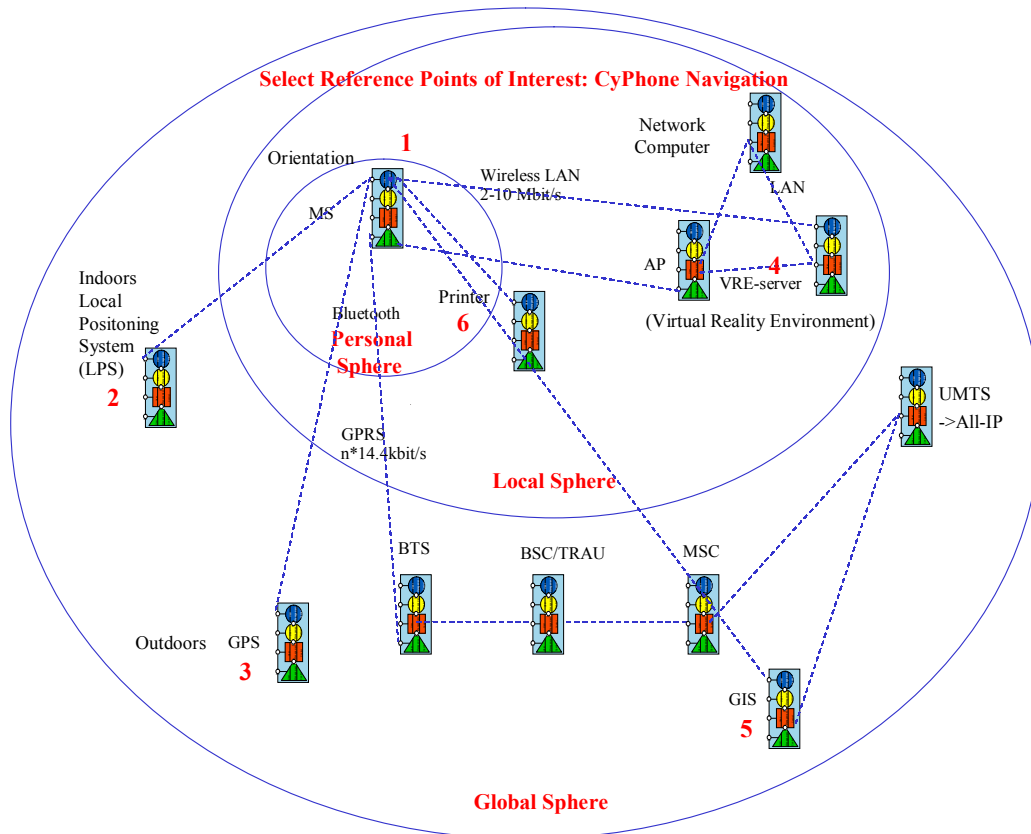 Select Reference Points of Interest: CyPhone Navigation
Network
Computer
1
Orientation
Wireless LAN
2-10 Mbit/s
LAN
MS
AP
4
VRE-server
(Virtual Reality Environment)
Indoors
Local
Positoning
System
(LPS)
2
Printer
6
Bluetooth
Personal
Sphere
UMTS
->All-IP
GPRS
n*14.4kbit/s
Local Sphere
BTS
BSC/TRAU
MSC
Outdoors
GPS
3
GIS
5
Global Sphere